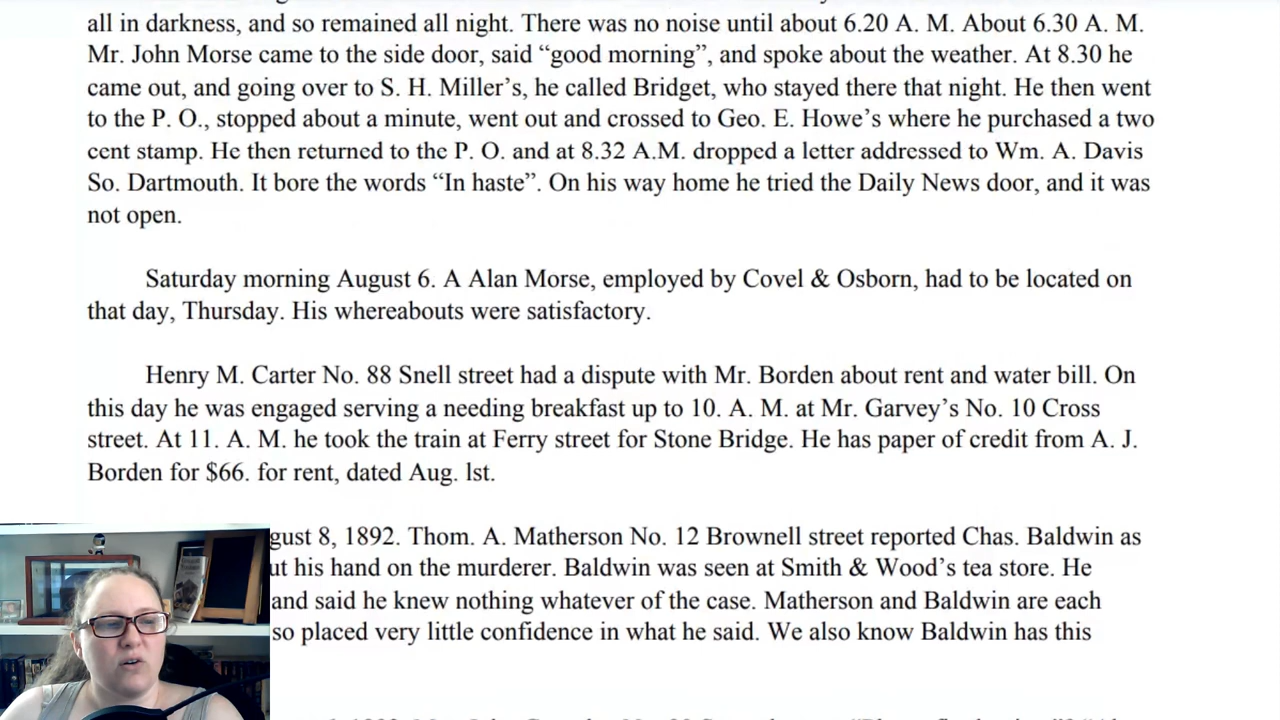 all in darkness, and so remained all night. There was no noise until about 6.20 A. M. About 6.30 A. M.
Mr. John Morse came to the side door, said “good morning”, and spoke about the weather. At 8.30 he
came out, and going over to S. H. Miller’s, he called Bridget, who stayed there that night. He then went
to the P. O., stopped about a minute, went out and crossed to Geo. E. Howe’s where he purchased a two
cent stamp. He then returned to the P. O. and at 8.32 A.M. dropped a letter addressed to Wm. A. Davis
So. Dartmouth. It bore the words “In haste”. On his way home he tried the Daily News door, and it was
not open.
Saturday morning August 6. A Alan Morse, employed by Covel & Osborn, had to be located on
that day, Thursday. His whereabouts were satisfactory.
Henry M. Carter No. 88 Snell street had a dispute with Mr. Borden about rent and water bill. On
this day he was engaged serving a needing breakfast up to 10. A. M. at Mr. Garvey’s No. 10 Cross
street. At 11. A. M. he took the train at Ferry street for Stone Bridge. He has paper of credit from A. J.
Borden for $66. for rent, dated Aug. lst.
gust 8, 1892. Thom. A. Matherson No. 12 Brownell street reported Chas. Baldwin as
ut his hand on the murderer. Baldwin was seen at Smith & Wood’s tea store. He
and said he knew nothing whatever of the case. Matherson and Baldwin are each
so placed very little confidence in what he said. We also know Baldwin has this